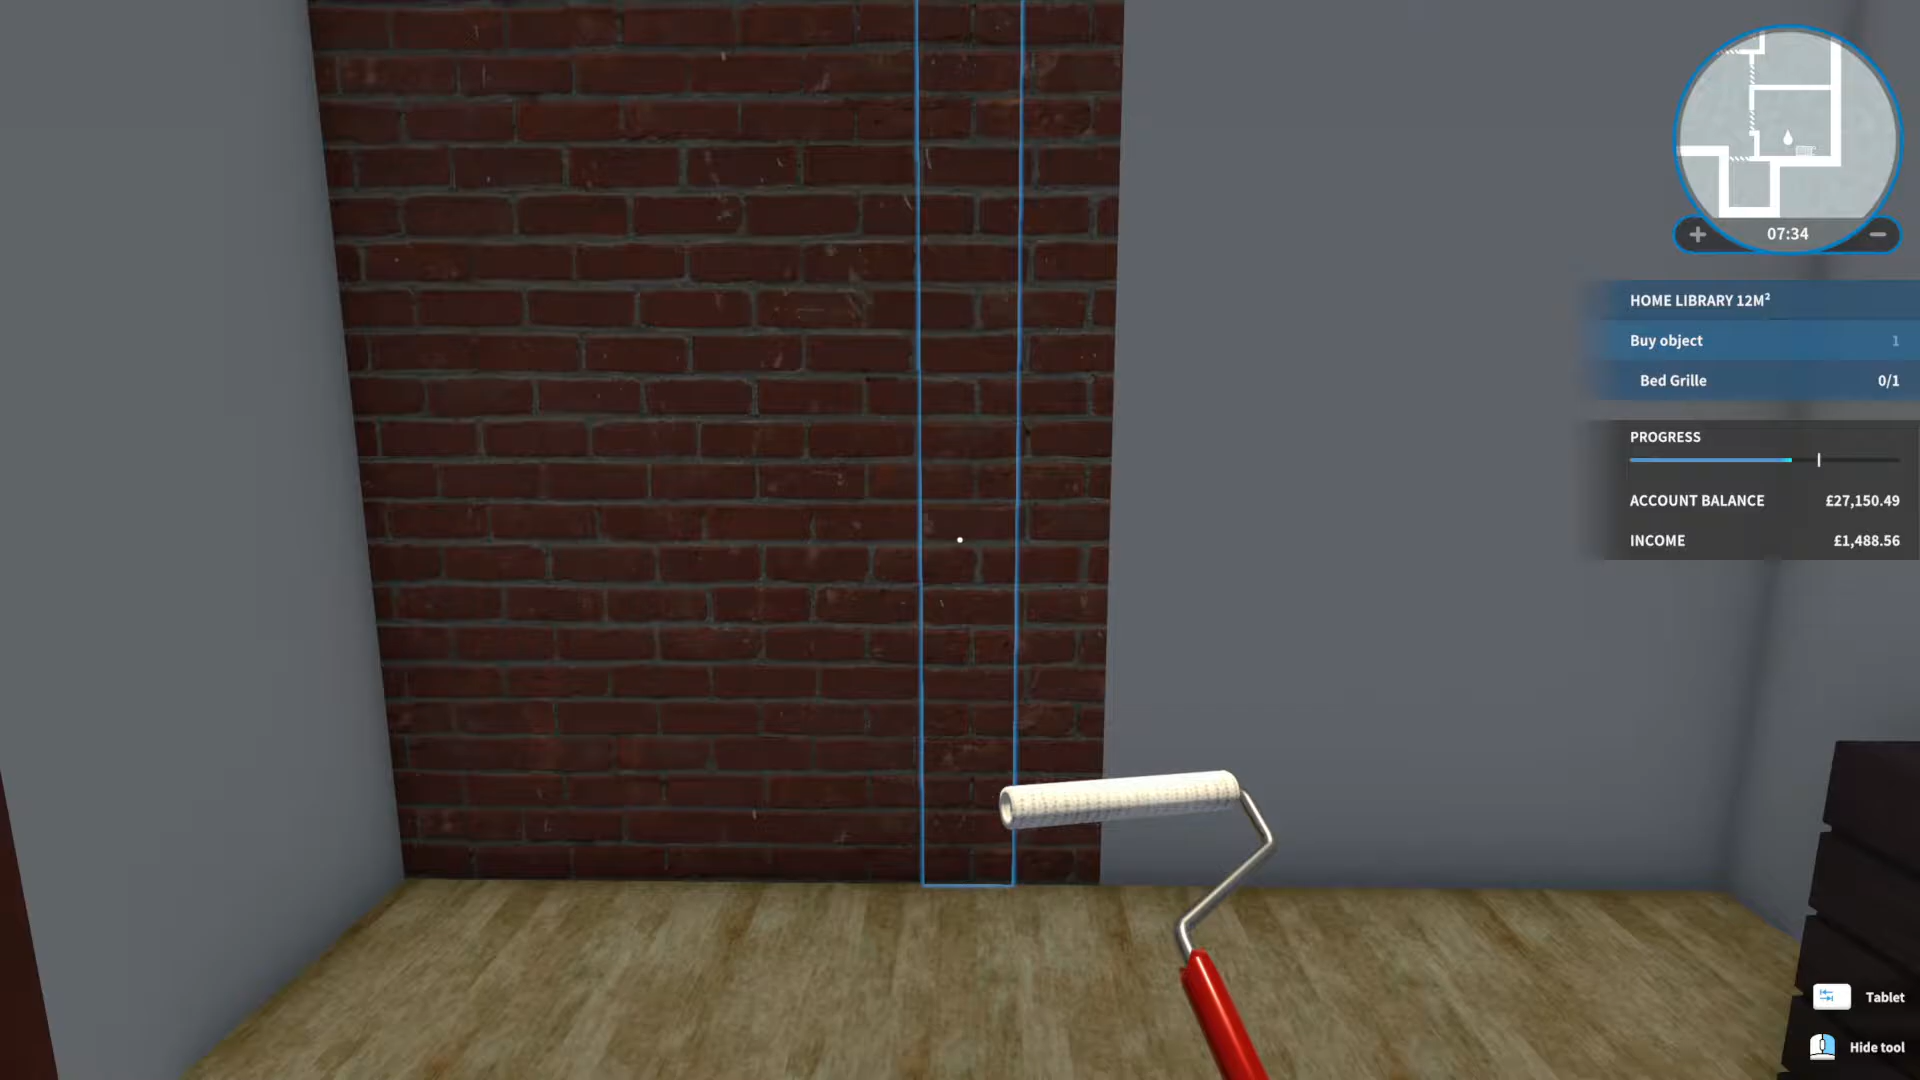 07:34
HOME LIBRARY 12M²
Buy object 1
Bed Grille 0/1
PROGRESS
ACCOUNT BALANCE £27,150.49
INCOME £1,488.56
Tablet
Hide tool